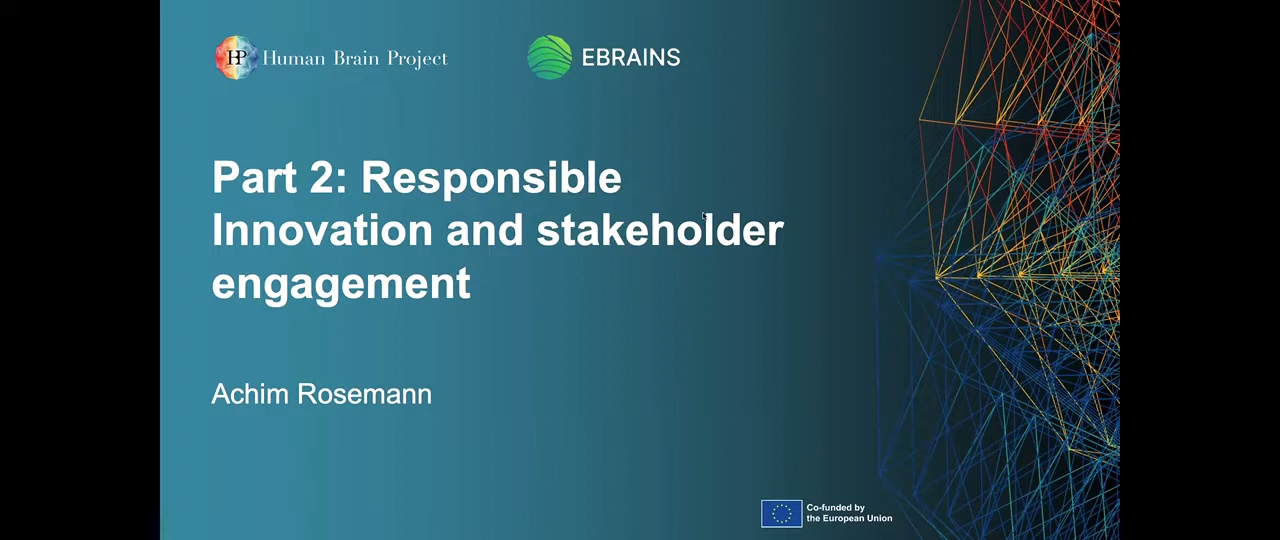 HP Human Brain Project
EBRAINS
Part 2: Responsible
Innovation and stakeholder
engagement
Achim Rosemann
Co-funded by
the European Union